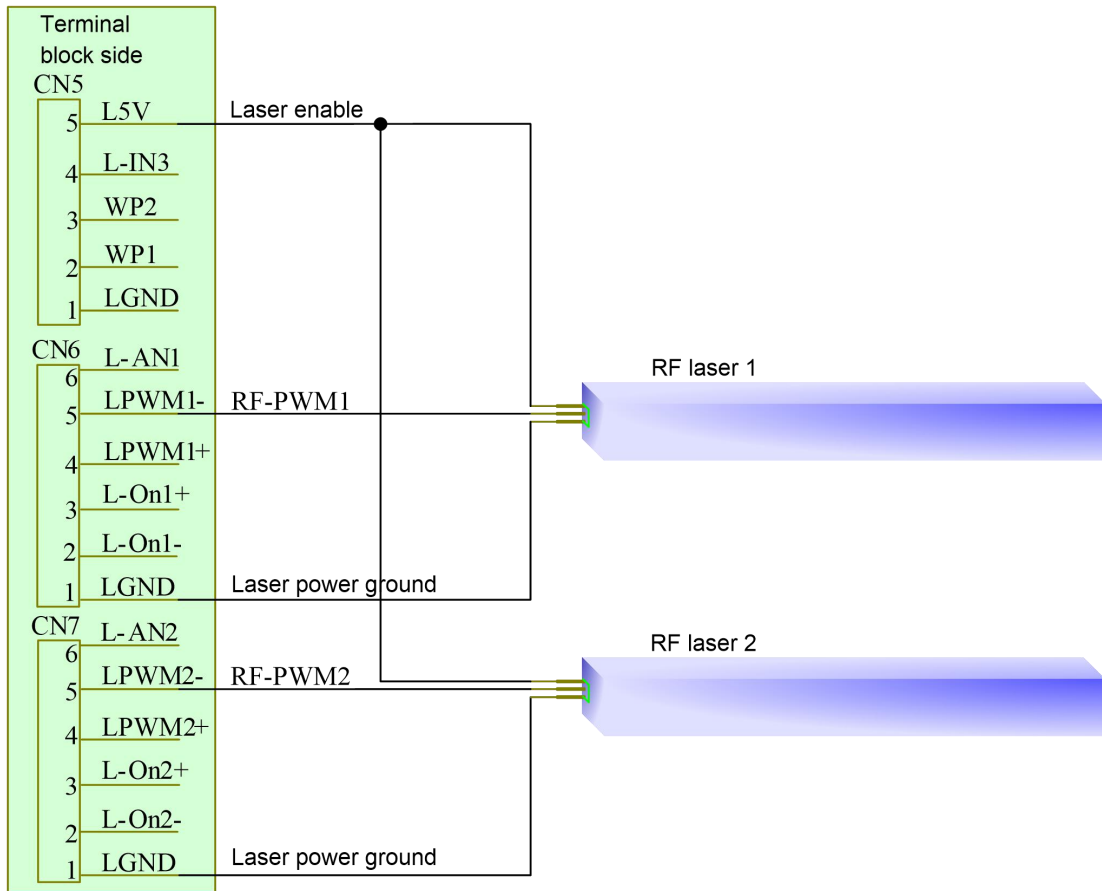 Terminal
block side
CN5
5 L5V Laser enable
4 L-IN3
3 WP2
2 WP1
1 LGND
CN6
6 L-AN1
RF laser 1
5 LPWM1- RF-PWM1
4 LPWM1+
3 L-On1+
2 L-On1-
1 LGND Laser power ground
CN7
6 L-AN2
RF laser 2
5 LPWM2- RF-PWM2
4 LPWM2+
3 L-On2+
2 L-On2-
1 LGND Laser power ground